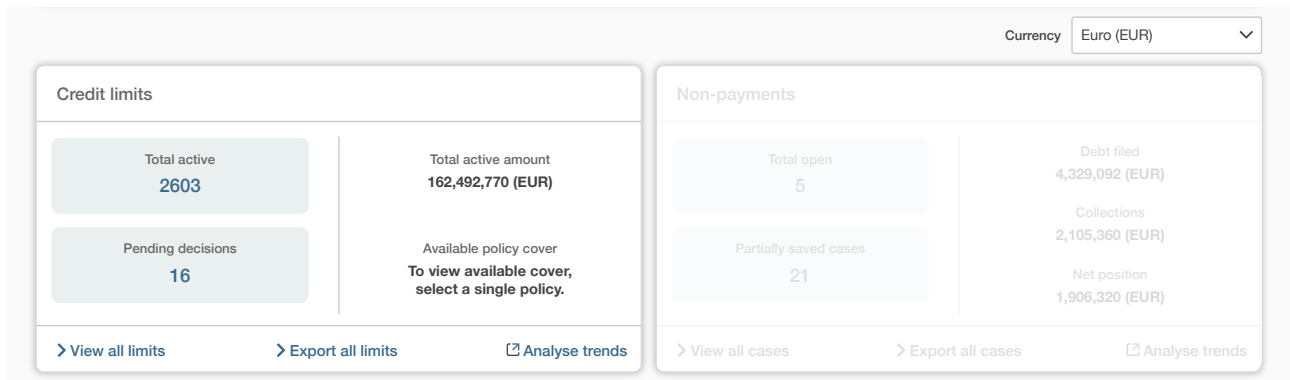 Currency
Euro (EUR)
Credit limits
Total active
2603
Total active amount
162,492,770 (EUR)
Pending decisions
16
Available policy cover
To view available cover,
select a single policy.
View all limits
Export all limits
Analyse trends
Non-payments
Total open
5
Debt filed
4,329,092 (EUR)
Collections
2,105,360 (EUR)
Partially saved cases
21
Net position
1,906,320 (EUR)
View all cases
Export all cases
Analyse trends